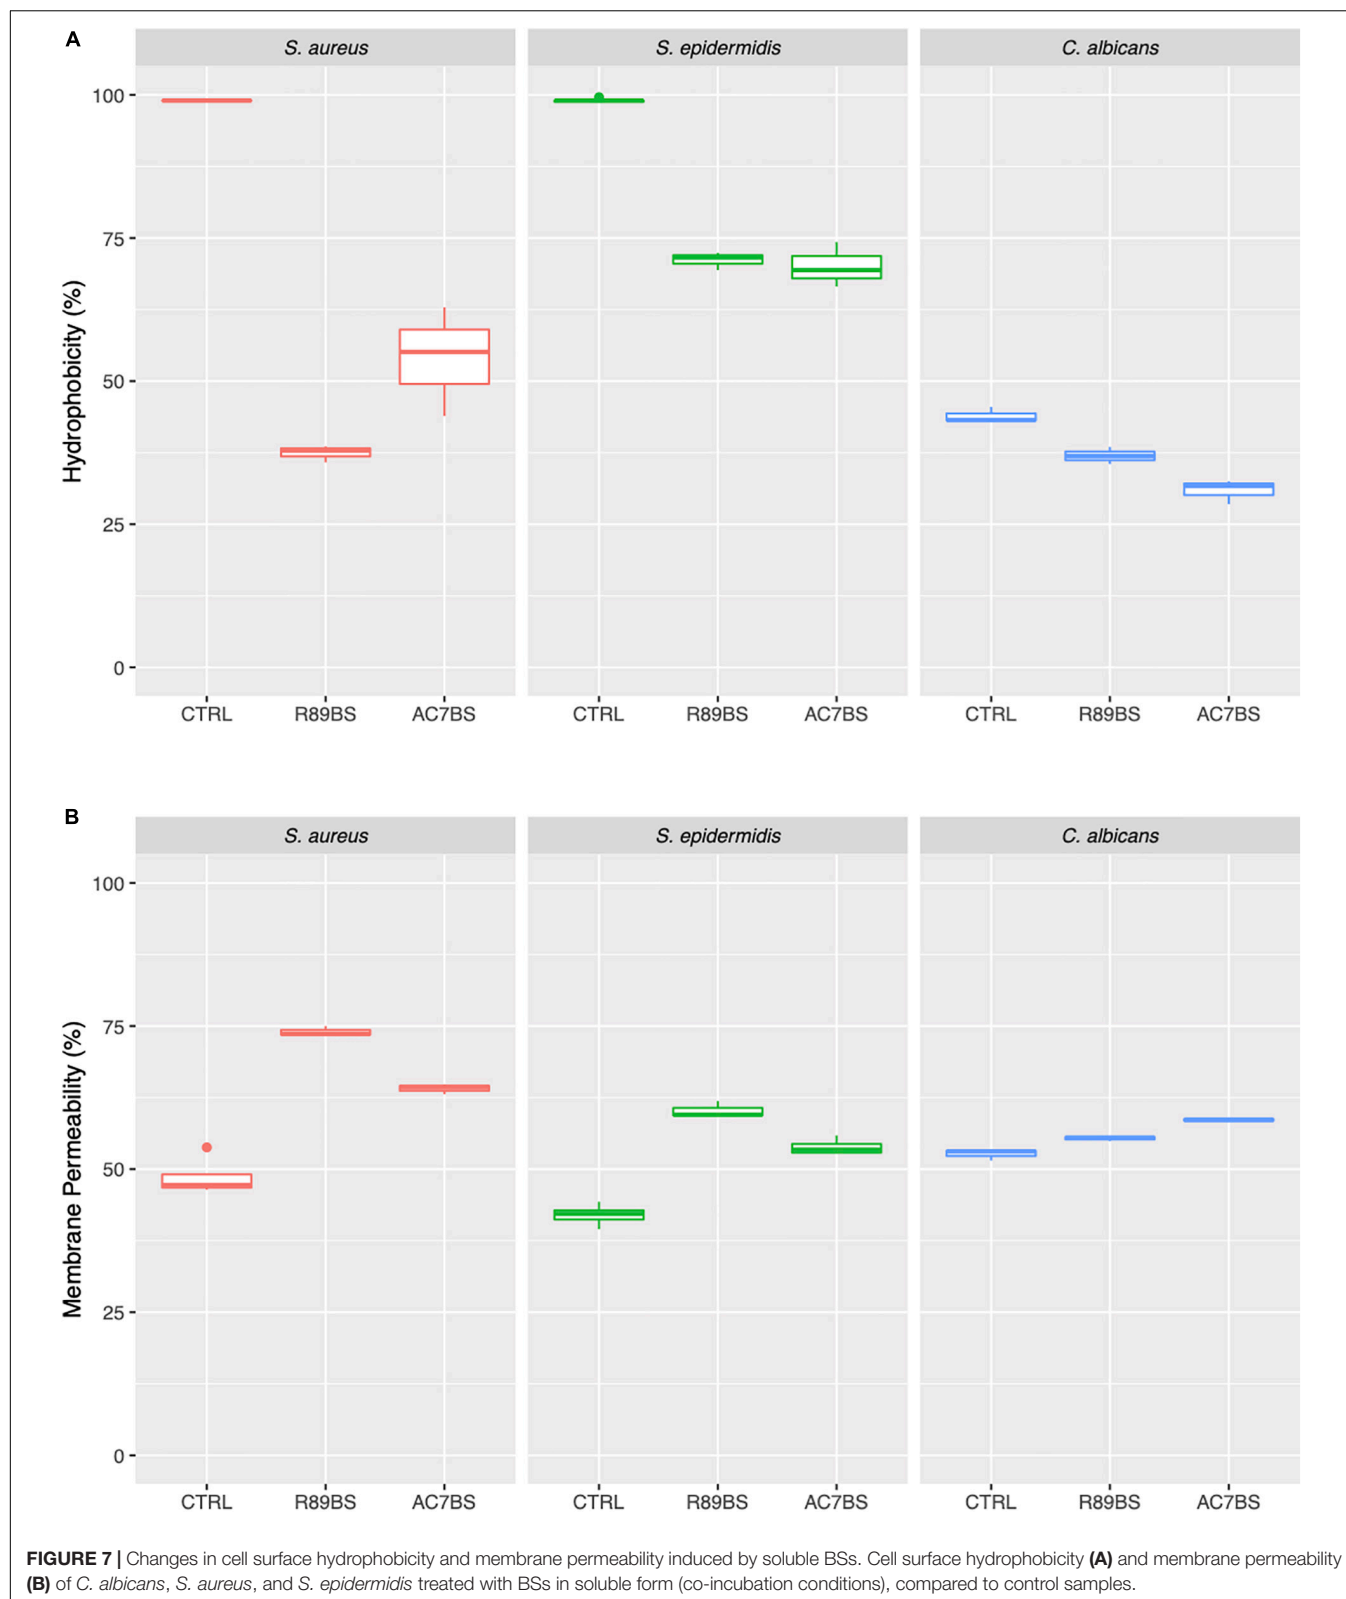 A
S. aureus S. epidermidis C. albicans
100
75
50
25
0
Hydrophobicity (%)
CTRL R89BS AC7BS CTRL R89BS AC7BS CTRL R89BS AC7BS
B
S. aureus S. epidermidis C. albicans
100
75
50
25
0
Membrane Permeability (%)
CTRL R89BS AC7BS CTRL R89BS AC7BS CTRL R89BS AC7BS
FIGURE 7 | Changes in cell surface hydrophobicity and membrane permeability induced by soluble BSs. Cell surface hydrophobicity (A) and membrane permeability
(B) of C. albicans, S. aureus, and S. epidermidis treated with BSs in soluble form (co-incubation conditions), compared to control samples.